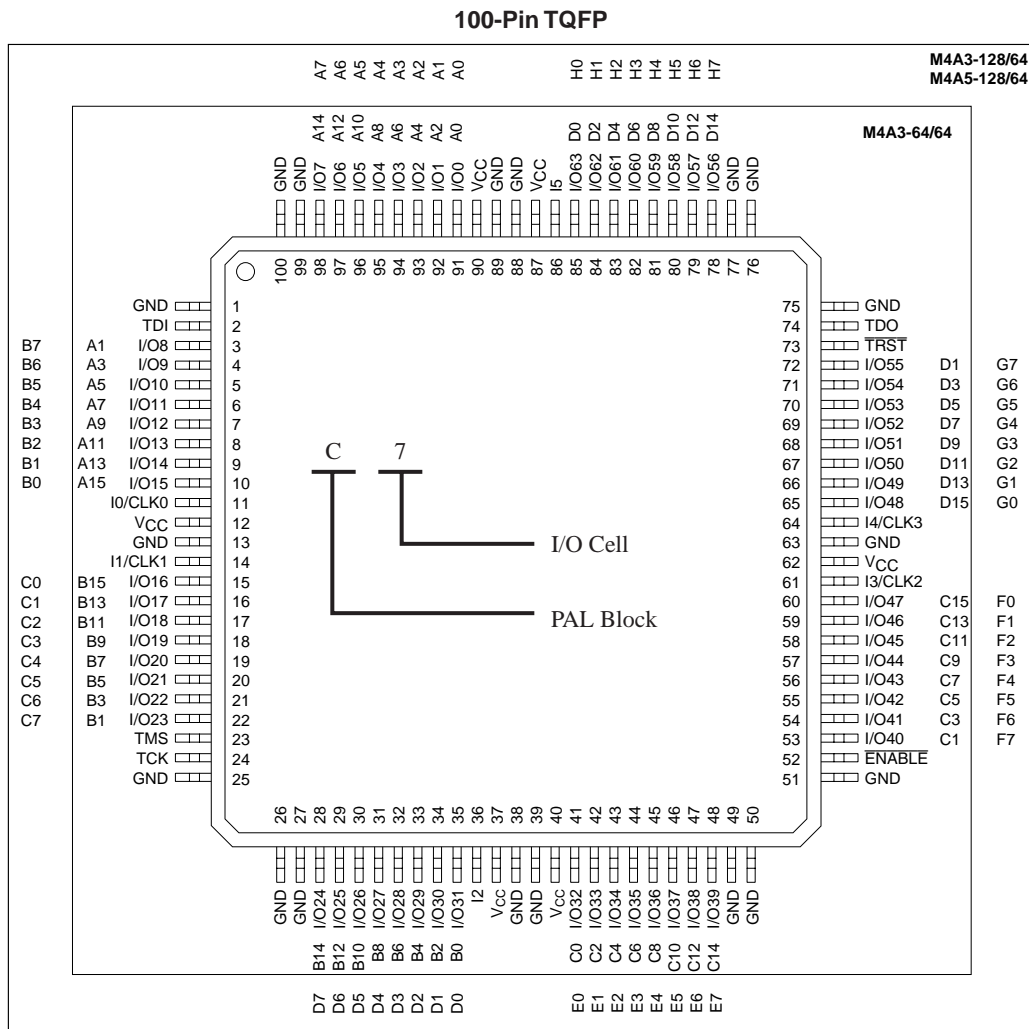 100-Pin TQFP
M4A3-128/64
M4A5-128/64
M4A3-64/64
A7 A6 A5 A4 A3 A2 A1 A0 H0 H1 H2 H3 H4 H5 H6 H7
A14 A12 A10 A8 A6 A4 A2 A0 D0 D2 D4 D6 D8 D10 D12 D14
GND GND I/O7 I/O6 I/O5 I/O4 I/O3 I/O2 I/O1 I/O0 VCC GND GND VCC I5 I/O63 I/O62 I/O61 I/O60 I/O59 I/O58 I/O57 I/O56 GND GND
100 99 98 97 96 95 94 93 92 91 90 89 88 87 86 85 84 83 82 81 80 79 78 77 76
GND 1 75 GND
TDI 2 74 TDO
B7 A1 I/O8 3 73 TRST
B6 A3 I/O9 4 72 I/O55 D1 G7
B5 A5 I/O10 5 71 I/O54 D3 G6
B4 A7 I/O11 6 70 I/O53 D5 G5
B3 A9 I/O12 7 69 I/O52 D7 G4
B2 A11 I/O13 8 68 I/O51 D9 G3
B1 A13 I/O14 9 67 I/O50 D11 G2
B0 A15 I/O15 10 66 I/O49 D13 G1
I0/CLK0 11 65 I/O48 D15 G0
VCC 12 64 I4/CLK3
GND 13 63 GND
I1/CLK1 14 62 VCC
C0 B15 I/O16 15 61 I3/CLK2
C1 B13 I/O17 16 60 I/O47 C15 F0
C2 B11 I/O18 17 59 I/O46 C13 F1
C3 B9 I/O19 18 58 I/O45 C11 F2
C4 B7 I/O20 19 57 I/O44 C9 F3
C5 B5 I/O21 20 56 I/O43 C7 F4
C6 B3 I/O22 21 55 I/O42 C5 F5
C7 B1 I/O23 22 54 I/O41 C3 F6
TMS 23 53 I/O40 C1 F7
TCK 24 52 ENABLE
GND 25 51 GND
C 7
I/O Cell
PAL Block
26 27 28 29 30 31 32 33 34 35 36 37 38 39 40 41 42 43 44 45 46 47 48 49 50
GND GND I/O24 I/O25 I/O26 I/O27 I/O28 I/O29 I/O30 I/O31 I2 VCC GND GND VCC I/O32 I/O33 I/O34 I/O35 I/O36 I/O37 I/O38 I/O39 GND GND
B14 B12 B10 B8 B6 B4 B2 B0 C0 C2 C4 C6 C8 C10 C12 C14
D7 D6 D5 D4 D3 D2 D1 D0 E0 E1 E2 E3 E4 E5 E6 E7